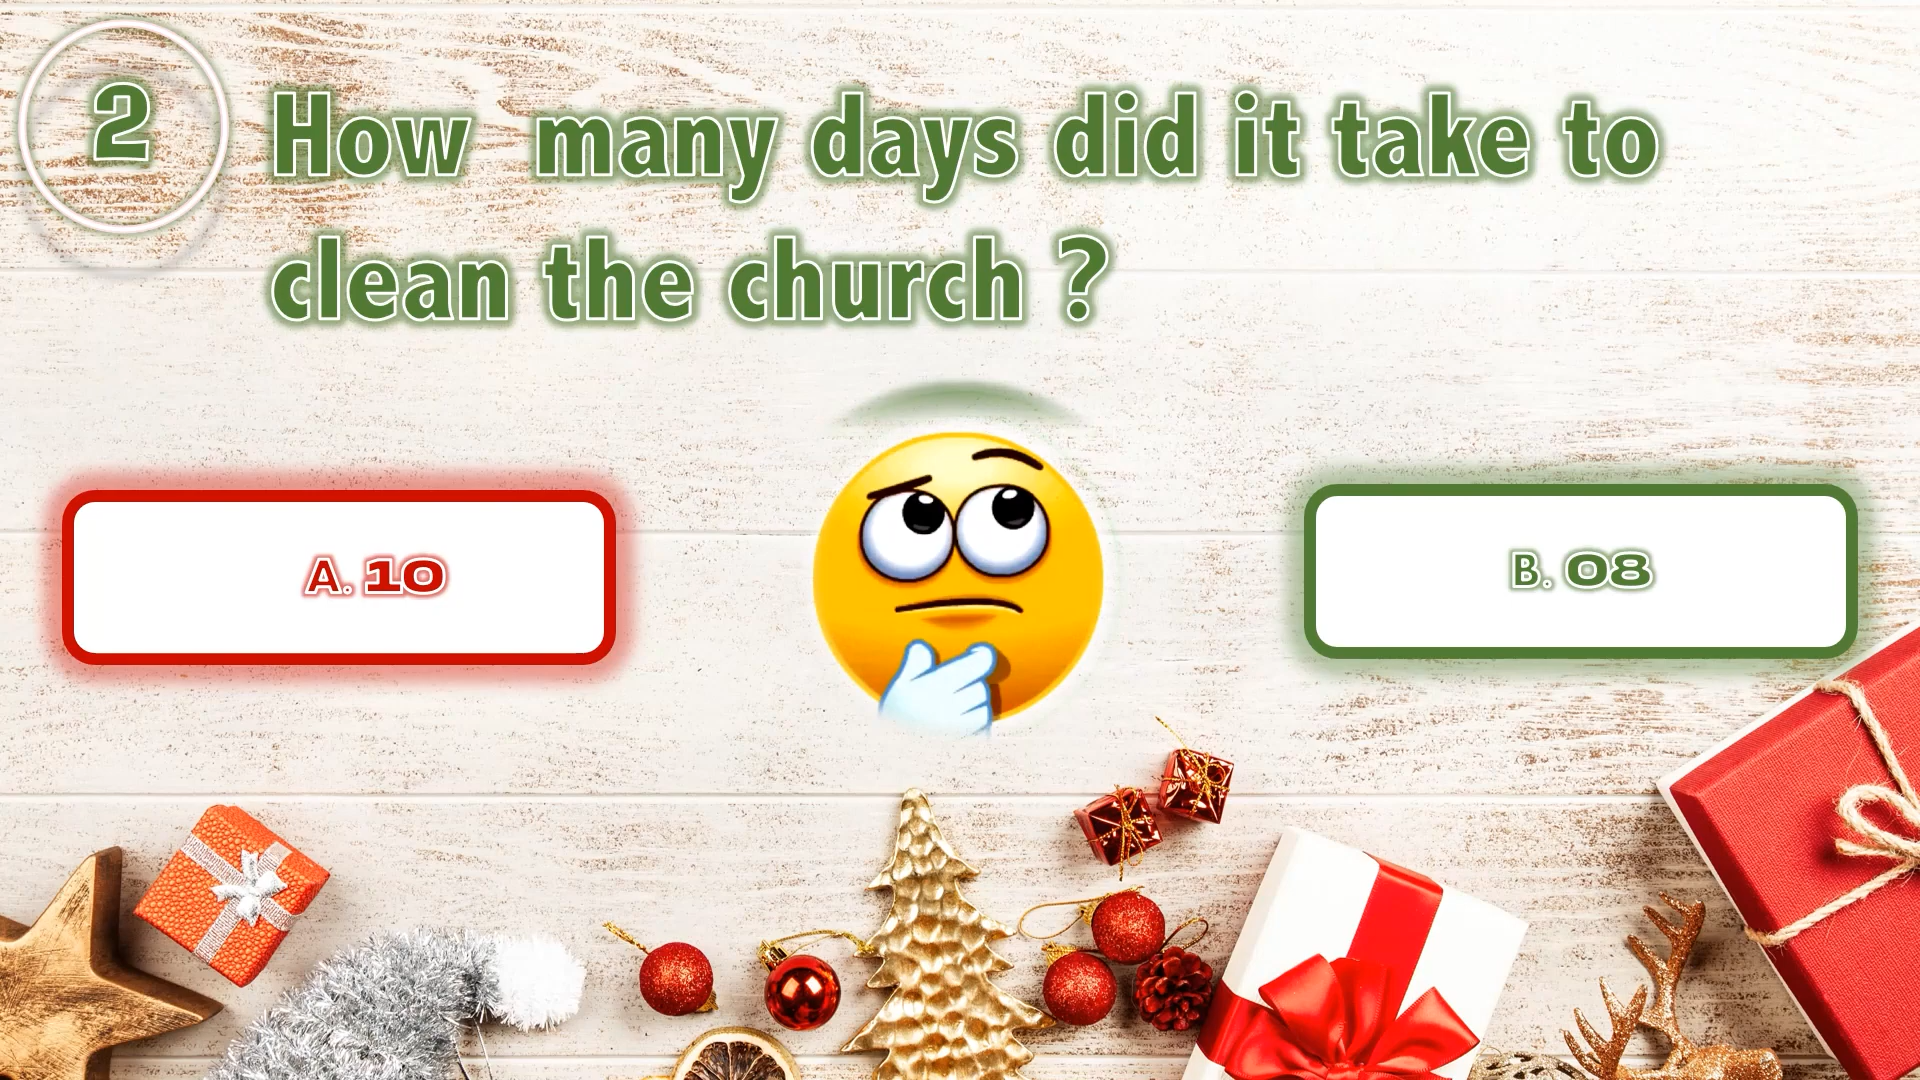 2
How many days did it take to
clean the church ?
A. 10
B. 08